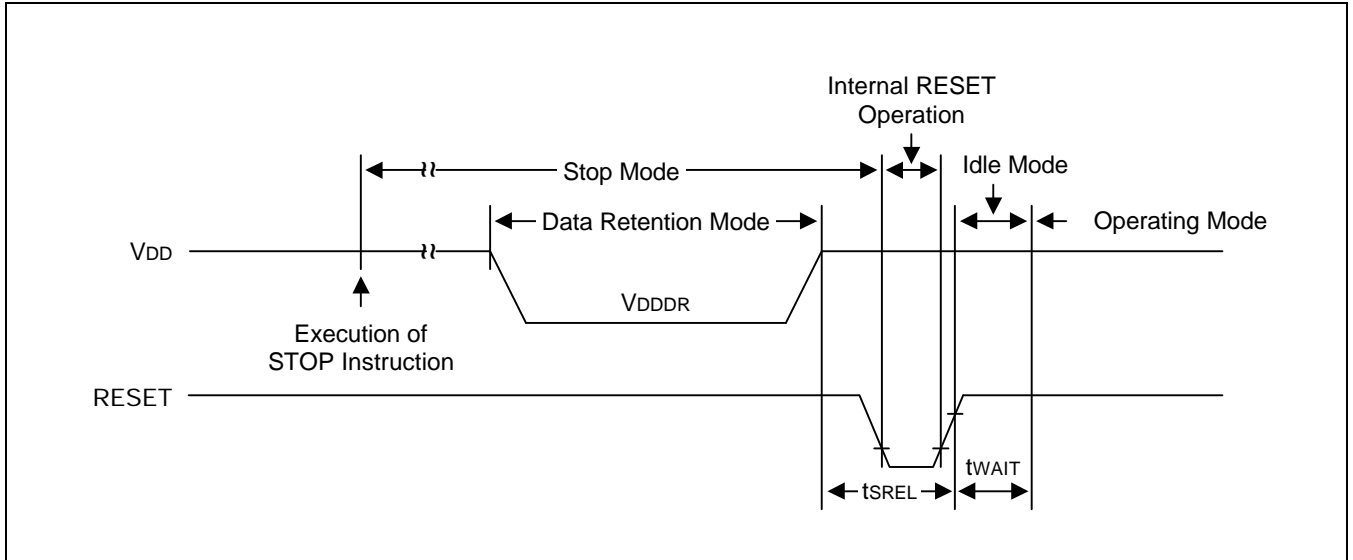 Internal RESET
Operation
Idle Mode
Stop Mode
Data Retention Mode
Operating Mode
VDD
VDDDR
Execution of
STOP Instruction
RESET
tWAIT
tSREL